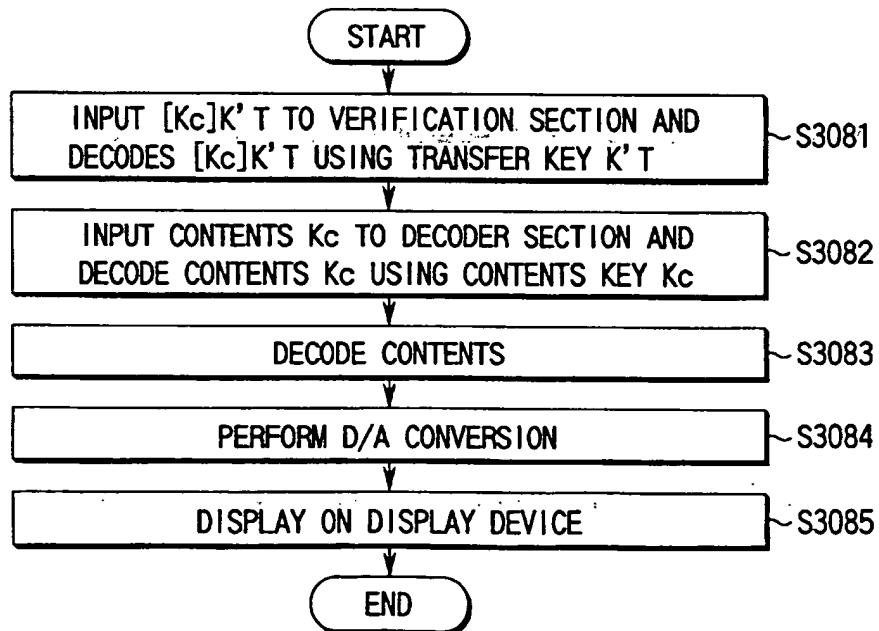 START
INPUT [Kc]K'T TO VERIFICATION SECTION AND
DECODES [Kc]K'T USING TRANSFER KEY K'T
S3081
INPUT CONTENTS Kc TO DECODER SECTION AND
DECODE CONTENTS Kc USING CONTENTS KEY Kc
S3082
DECODE CONTENTS
S3083
PERFORM D/A CONVERSION
S3084
DISPLAY ON DISPLAY DEVICE
S3085
END